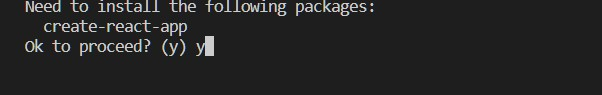 Need to install the following packages:
  create-react-app
Ok to proceed? (y) y